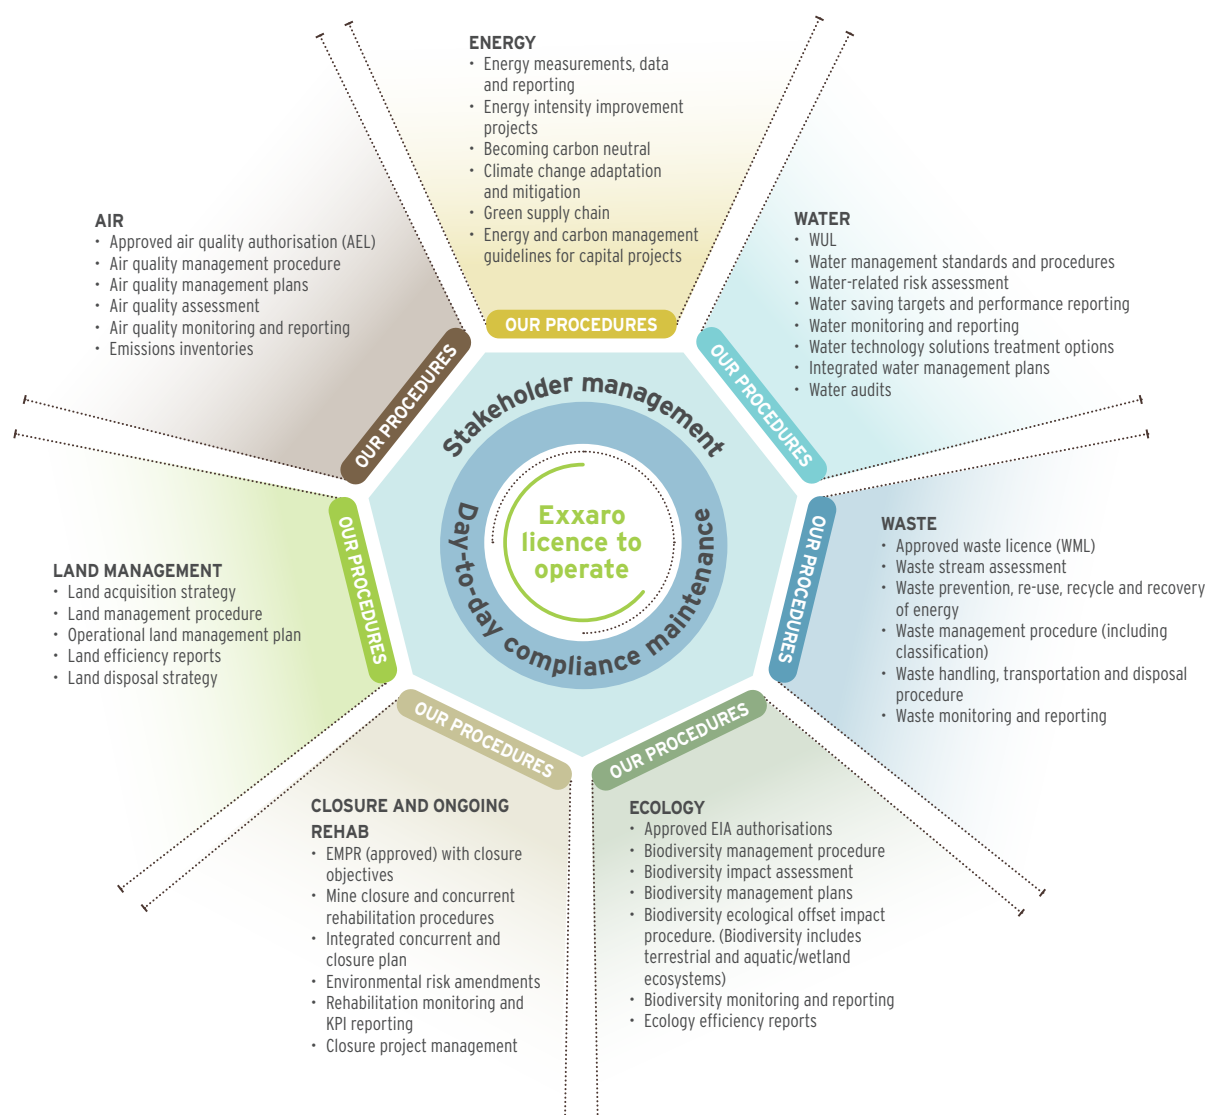 ENERGY
• Energy measurements, data
and reporting
• Energy intensity improvement
projects
• Becoming carbon neutral
• Climate change adaptation
and mitigation
• Green supply chain
• Energy and carbon management
guidelines for capital projects
OUR PROCEDURES
WATER
• WUL
• Water management standards and procedures
• Water-related risk assessment
• Water saving targets and performance reporting
• Water monitoring and reporting
• Water technology solutions treatment options
• Integrated water management plans
• Water audits
OUR PROCEDURES
WASTE
• Approved waste licence (WML)
• Waste stream assessment
• Waste prevention, re-use, recycle and recovery
of energy
• Waste management procedure (including
classification)
• Waste handling, transportation and disposal
procedure
• Waste monitoring and reporting
OUR PROCEDURES
ECOLOGY
• Approved EIA authorisations
• Biodiversity management procedure
• Biodiversity impact assessment
• Biodiversity management plans
• Biodiversity ecological offset impact
procedure. (Biodiversity includes
terrestrial and aquatic/wetland
ecosystems)
• Biodiversity monitoring and reporting
• Ecology efficiency reports
OUR PROCEDURES
CLOSURE AND ONGOING
REHAB
• EMPR (approved) with closure
objectives
• Mine closure and concurrent
rehabilitation procedures
• Integrated concurrent and
closure plan
• Environmental risk amendments
• Rehabilitation monitoring and
KPI reporting
• Closure project management
OUR PROCEDURES
LAND MANAGEMENT
• Land acquisition strategy
• Land management procedure
• Operational land management plan
• Land efficiency reports
• Land disposal strategy
OUR PROCEDURES
AIR
• Approved air quality authorisation (AEL)
• Air quality management procedure
• Air quality management plans
• Air quality assessment
• Air quality monitoring and reporting
• Emissions inventories
OUR PROCEDURES
Stakeholder management
Day-to-day compliance maintenance
Exxaro
licence to
operate